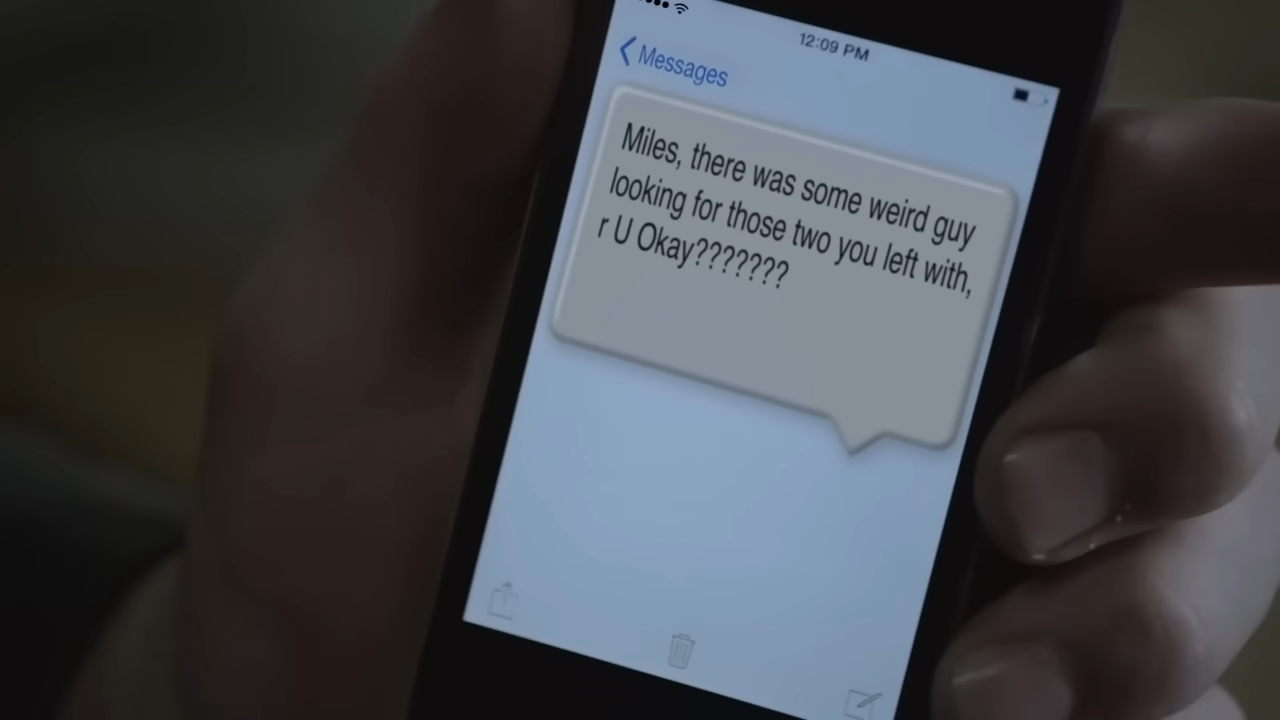 12:09 PM
Messages
Miles, there was some weird guy
looking for those two you left with,
r U Okay???????